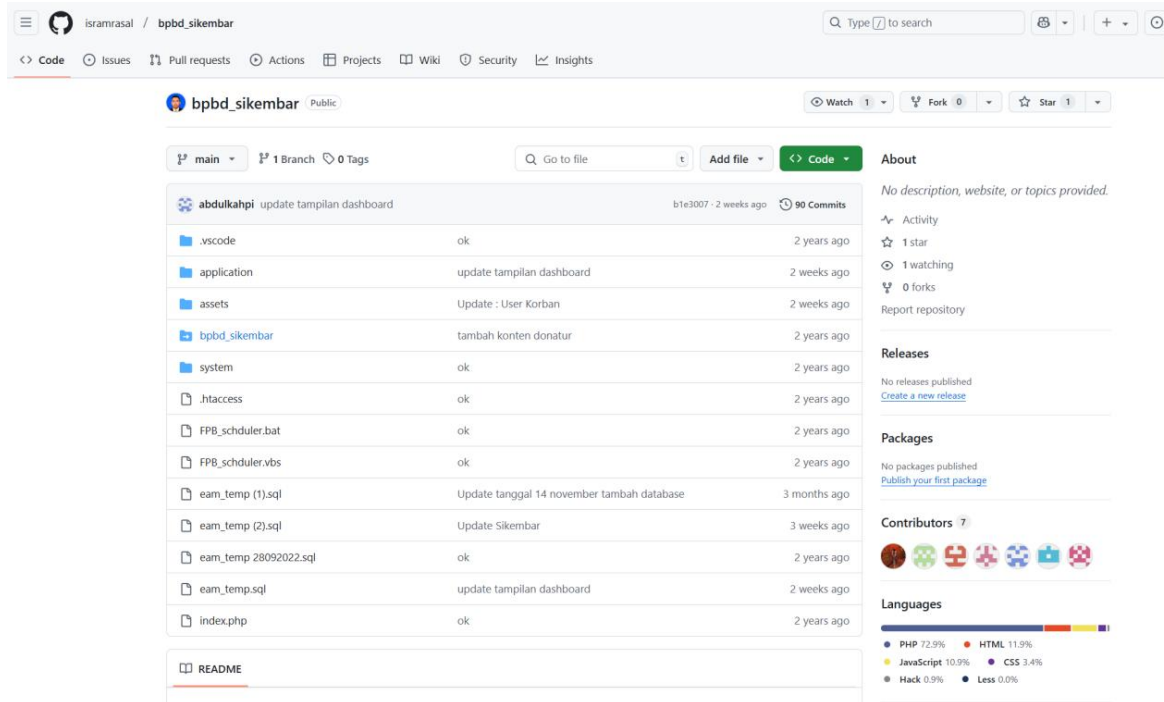 isramrasal / bpbd_sikembar
Type / to search
Code Issues Pull requests Actions Projects Wiki Security Insights
bpbd_sikembar Public
Watch 1 Fork 0 Star 1
main 1 Branch 0 Tags Go to file t Add file Code
abdulkahpi update tampilan dashboard b1e3007 · 2 weeks ago 90 Commits
.vscode ok 2 years ago
application update tampilan dashboard 2 weeks ago
assets Update : User Korban 2 weeks ago
bpbd_sikembar tambah konten donatur 2 years ago
system ok 2 years ago
.htaccess ok 2 years ago
FPB_schduler.bat ok 2 years ago
FPB_schduler.vbs ok 2 years ago
eam_temp (1).sql Update tanggal 14 november tambah database 3 months ago
eam_temp (2).sql Update Sikembar 3 weeks ago
eam_temp 28092022.sql ok 2 years ago
eam_temp.sql update tampilan dashboard 2 weeks ago
index.php ok 2 years ago
README
About
No description, website, or topics provided.
Activity
1 star
1 watching
0 forks
Report repository
Releases
No releases published
Create a new release
Packages
No packages published
Publish your first package
Contributors 7
Languages
PHP 72.9% HTML 11.9%
JavaScript 10.9% CSS 3.4%
Hack 0.9% Less 0.0%